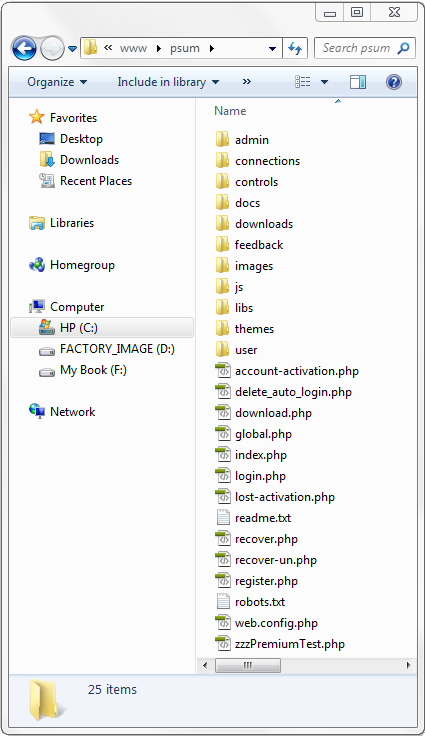 « www ▸ psum ▸
Search psum
Organize Include in library »
Favorites
Desktop
Downloads
Recent Places
Libraries
Homegroup
Computer
HP (C:)
FACTORY_IMAGE (D:)
My Book (F:)
Network
Name
admin
connections
controls
docs
downloads
feedback
images
js
libs
themes
user
account-activation.php
delete_auto_login.php
download.php
global.php
index.php
login.php
lost-activation.php
readme.txt
recover.php
recover-un.php
register.php
robots.txt
web.config.php
zzzPremiumTest.php
25 items